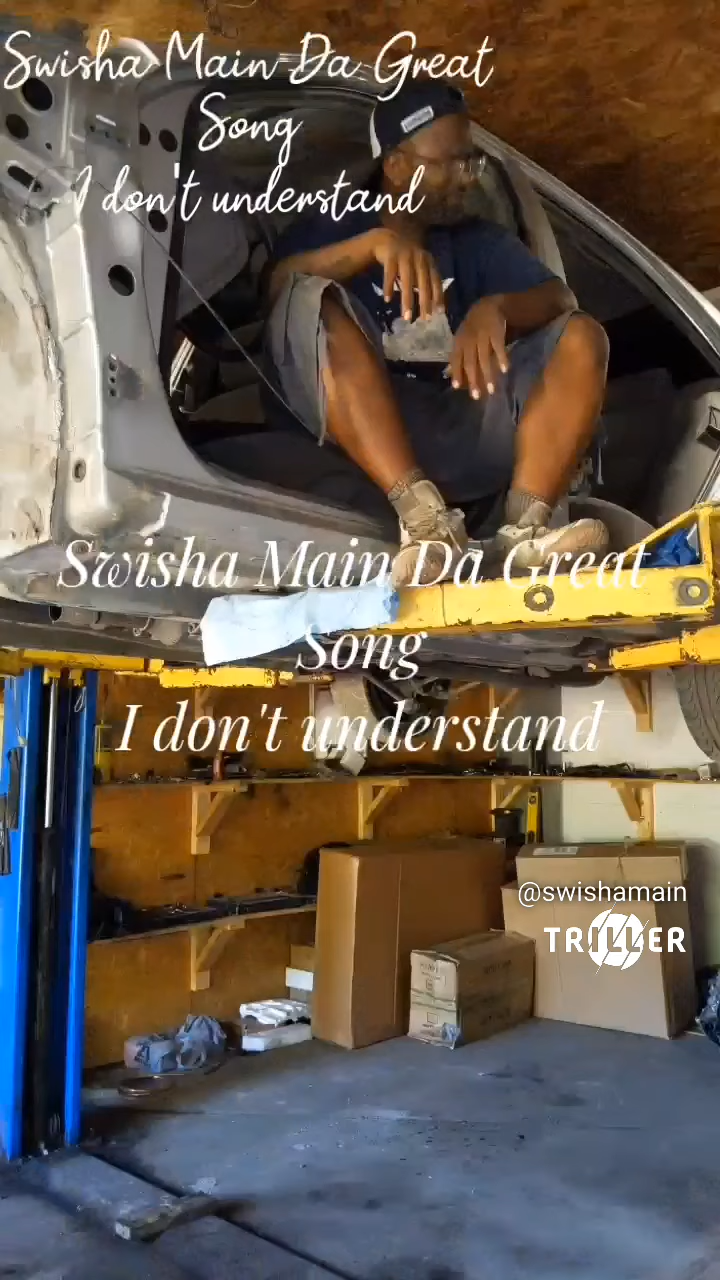 Swisha Main Da Great
Song
I don't understand
Swisha Main Da Great
Song
I don't understand
@swishamain
TRILLER